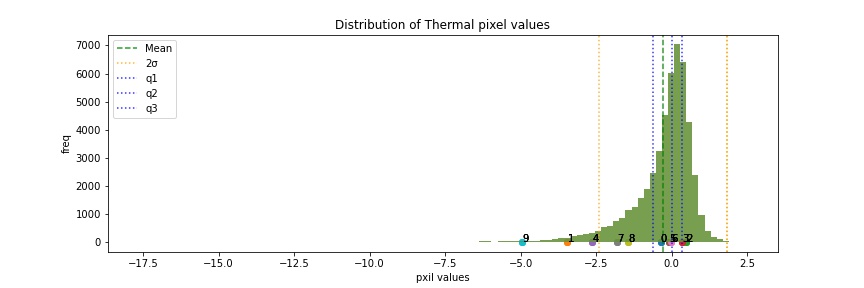 Distribution of Thermal pixel values
7000
6000
5000
4000
3000
2000
1000
0
freq
Mean
2σ
q1
q2
q3
9 1 4 7 8 0 3 2
-17.5 -15.0 -12.5 -10.0 -7.5 -5.0 -2.5 0.0 2.5
pxil values